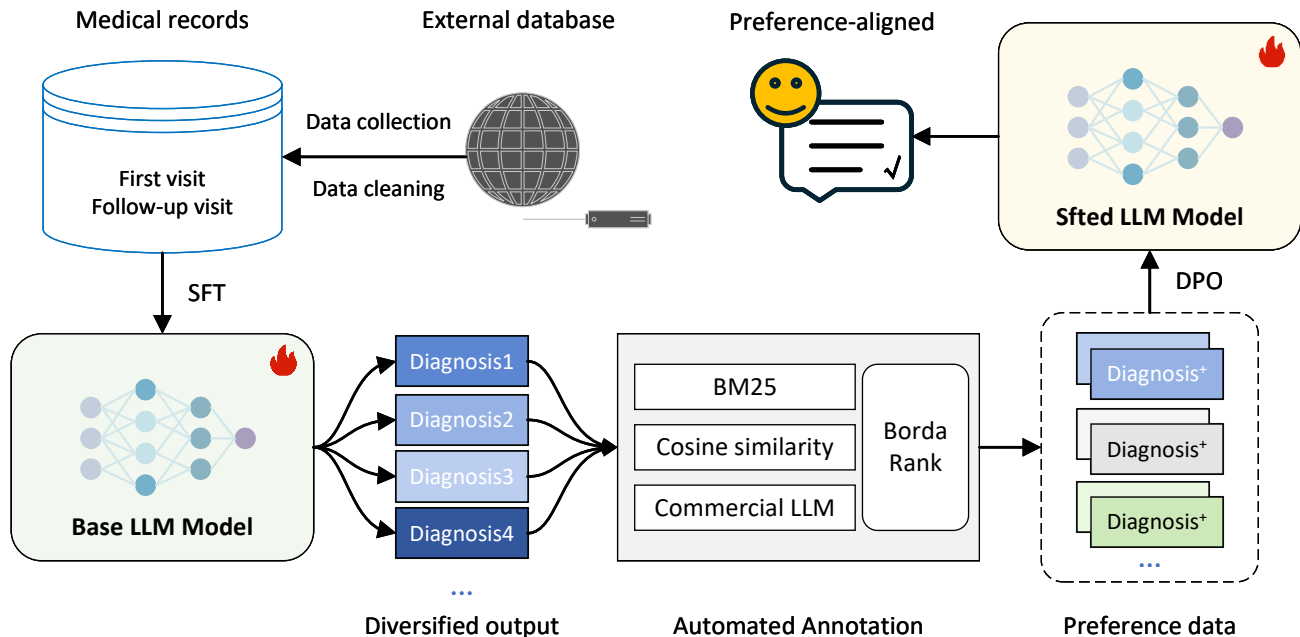 Medical records
External database
Preference-aligned
Data collection
Data cleaning
First visit
Follow-up visit
Sfted LLM Model
SFT
DPO
Base LLM Model
Diagnosis1
Diagnosis2
Diagnosis3
Diagnosis4
...
BM25
Cosine similarity
Commercial LLM
Borda
Rank
Diagnosis⁺
Diagnosis⁺
Diagnosis⁺
...
Diversified output
Automated Annotation
Preference data